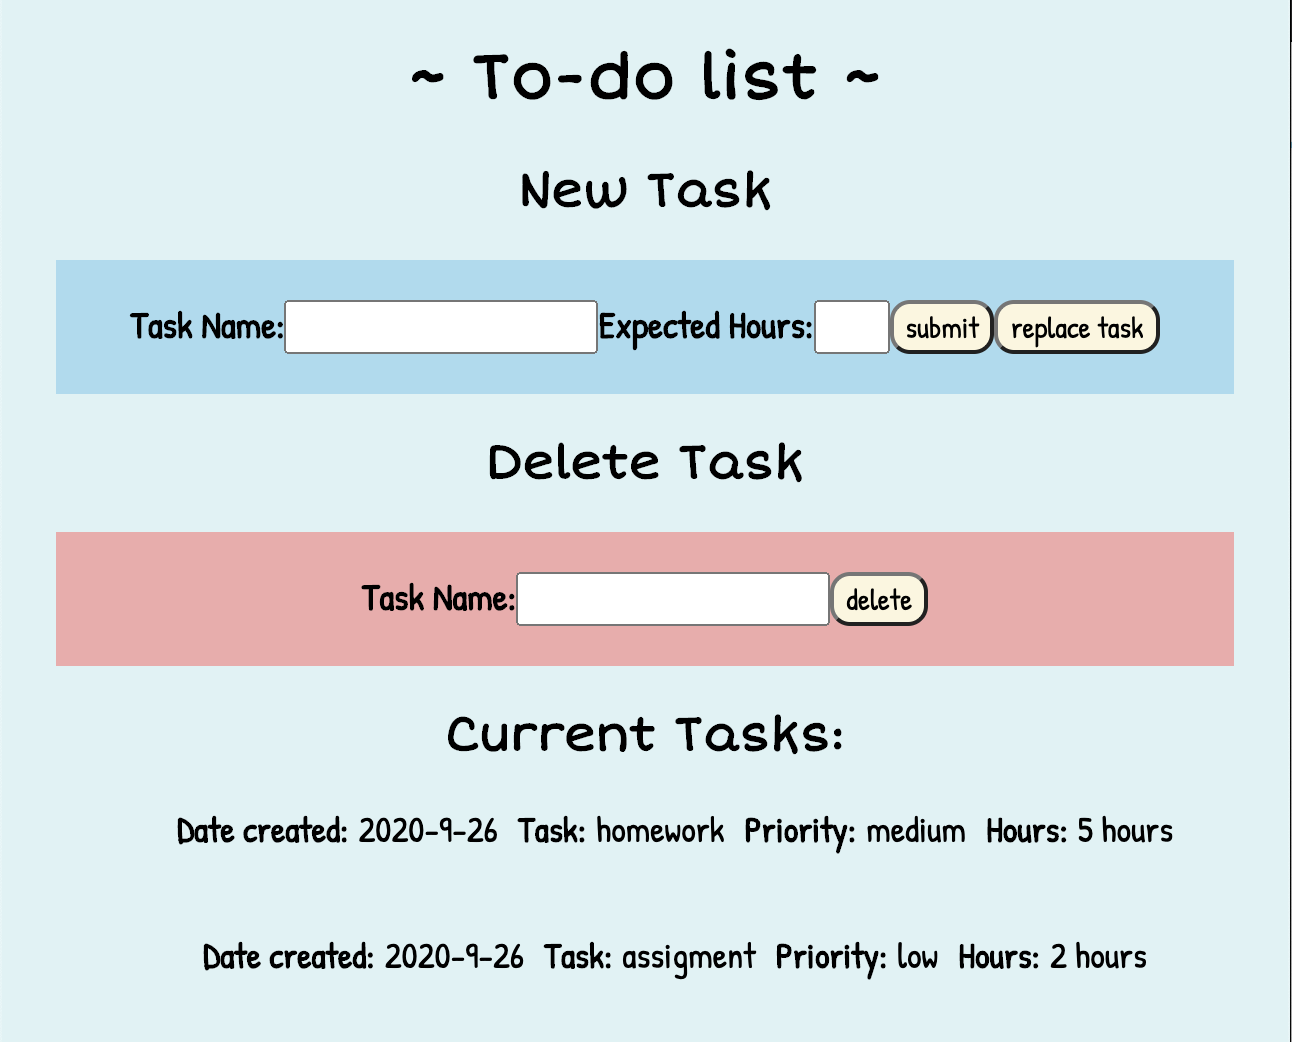 ~ To-do list ~
New Task
Task Name: Expected Hours: submit replace task
Delete Task
Task Name: delete
Current Tasks:
Date created: 2020-9-26 Task: homework Priority: medium Hours: 5 hours
Date created: 2020-9-26 Task: assigment Priority: low Hours: 2 hours